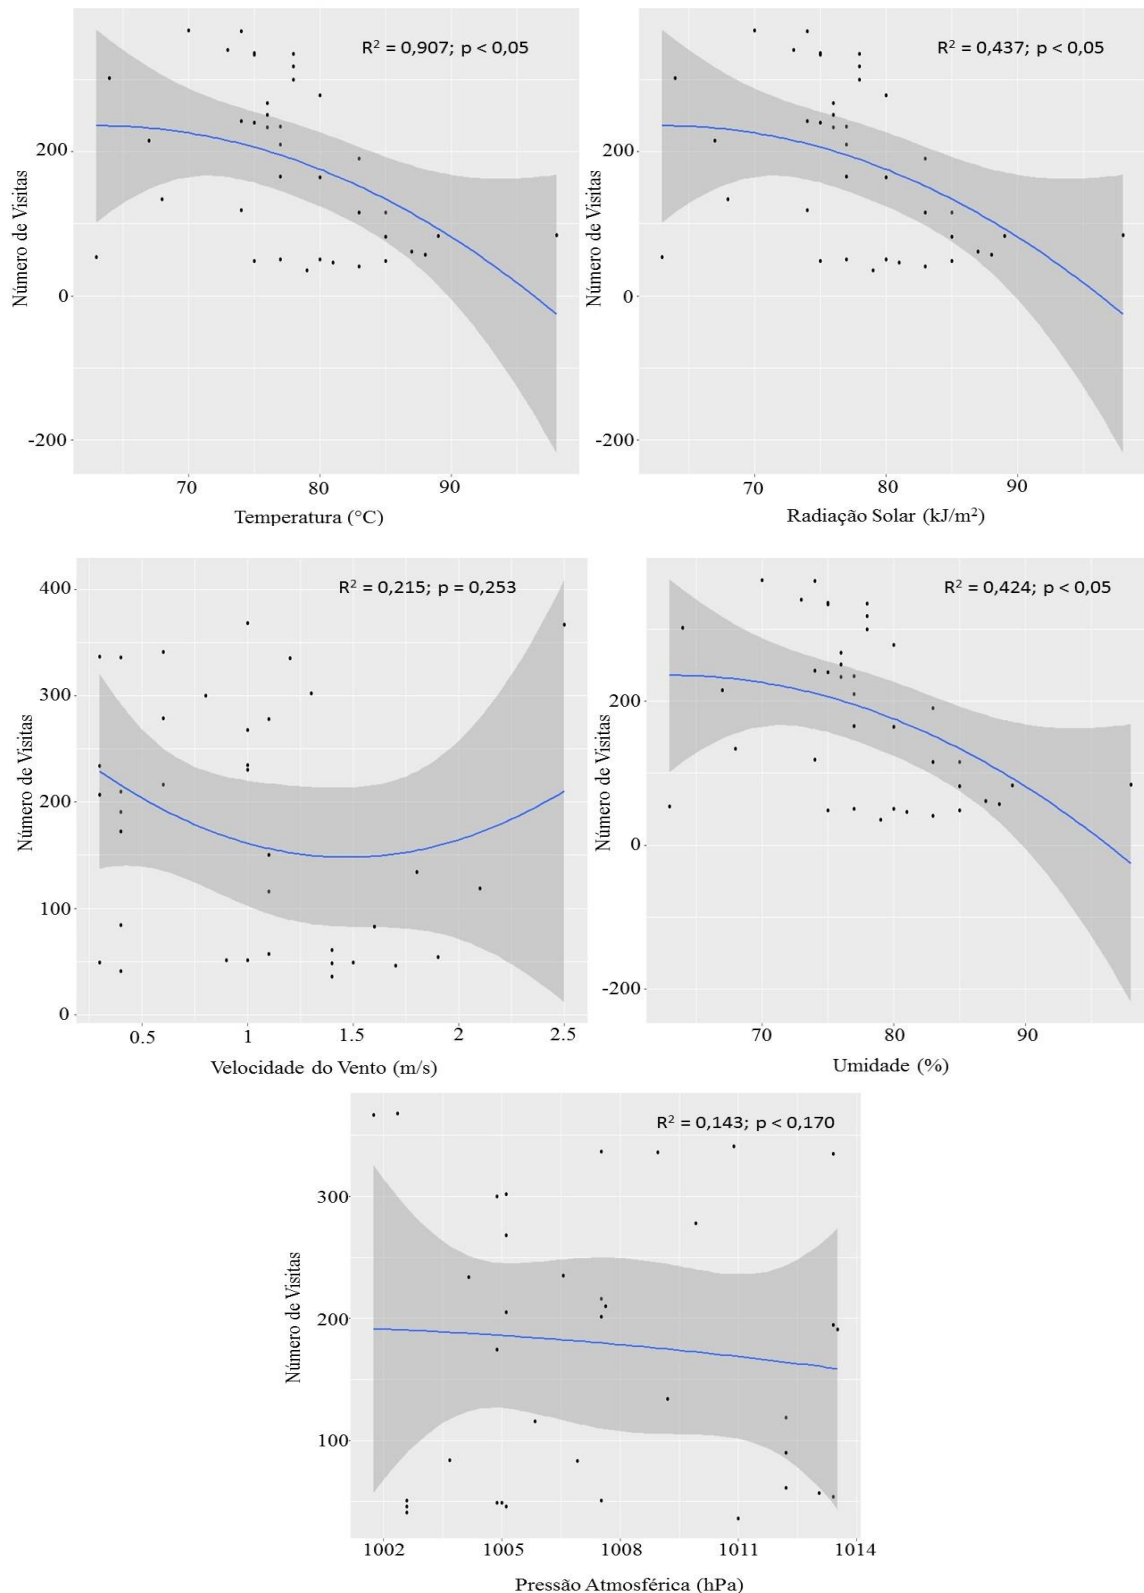 R² = 0,907; p < 0,05
Número de Visitas
200
0
-200
70 80 90
Temperatura (°C)
R² = 0,437; p < 0,05
Número de Visitas
200
0
-200
70 80 90
Radiação Solar (kJ/m²)
R² = 0,215; p = 0,253
Número de Visitas
400
300
200
100
0
0.5 1 1.5 2 2.5
Velocidade do Vento (m/s)
R² = 0,424; p < 0,05
Número de Visitas
200
0
-200
70 80 90
Umidade (%)
R² = 0,143; p < 0,170
Número de Visitas
300
200
100
1002 1005 1008 1011 1014
Pressão Atmosférica (hPa)